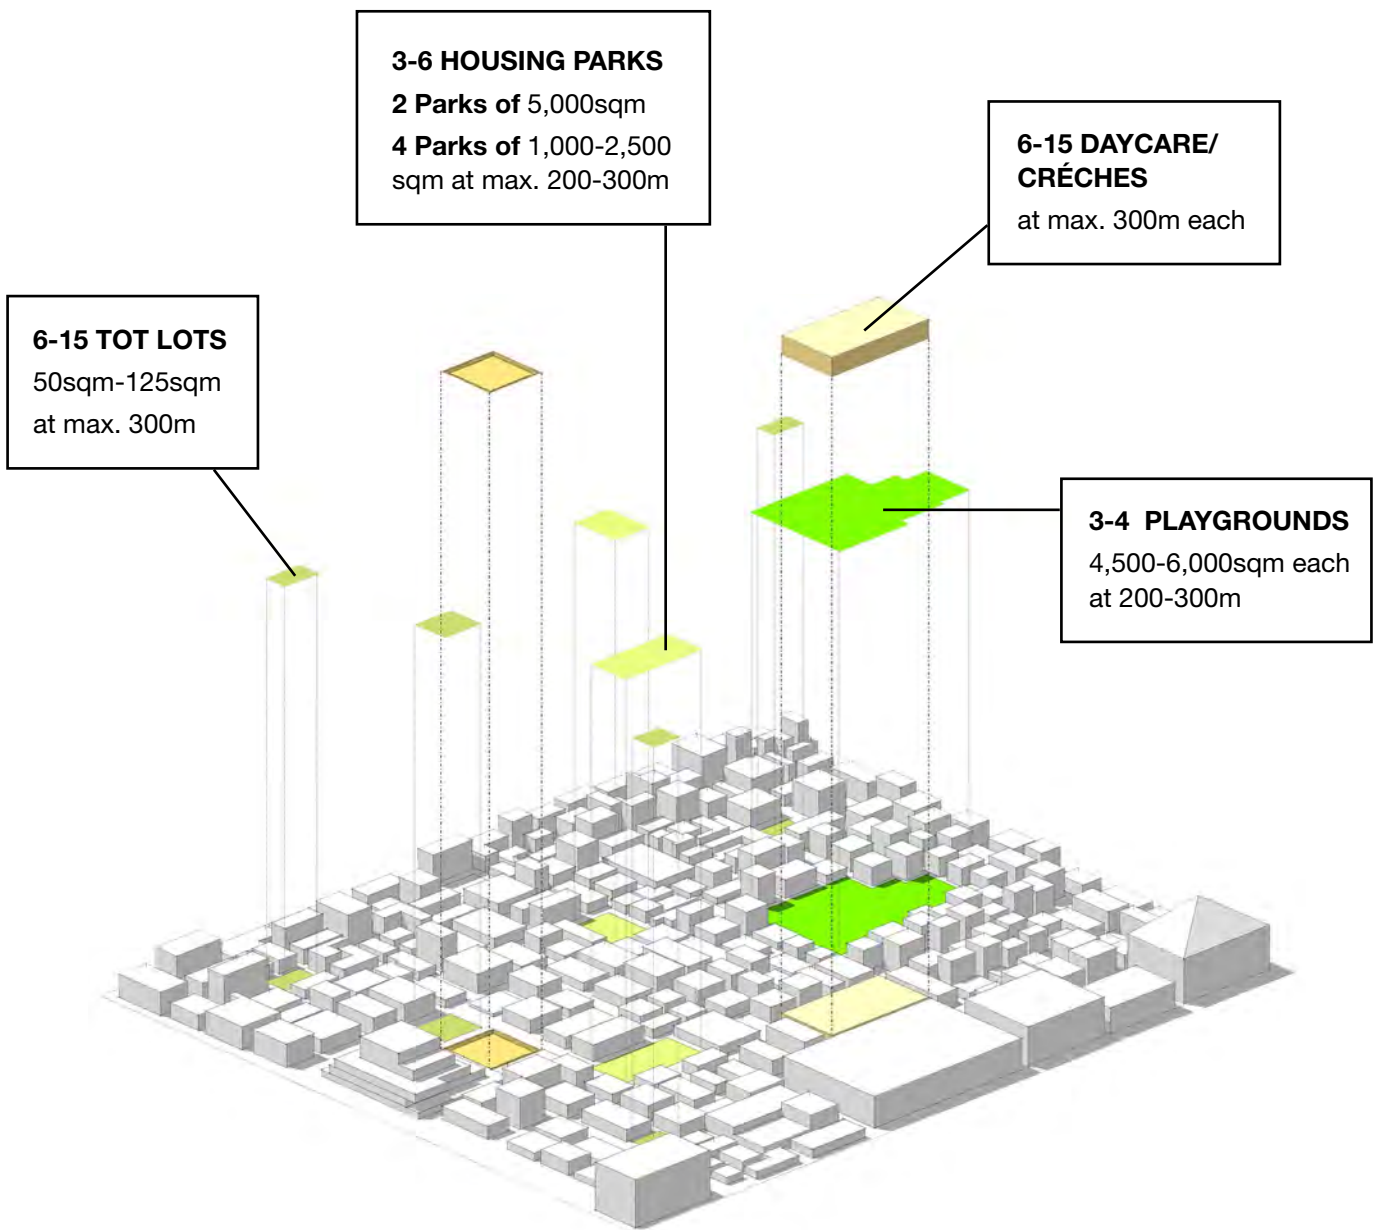 3-6 HOUSING PARKS
2 Parks of 5,000sqm
4 Parks of 1,000-2,500
sqm at max. 200-300m
6-15 DAYCARE/
CRÉCHES
at max. 300m each
6-15 TOT LOTS
50sqm-125sqm
at max. 300m
3-4 PLAYGROUNDS
4,500-6,000sqm each
at 200-300m